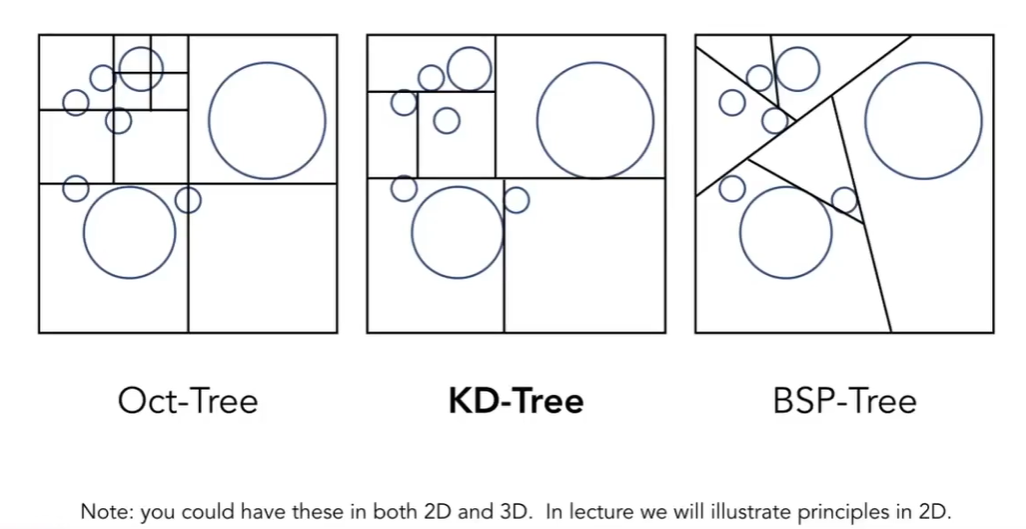 Oct-Tree
KD-Tree
BSP-Tree
Note: you could have these in both 2D and 3D.  In lecture we will illustrate principles in 2D.